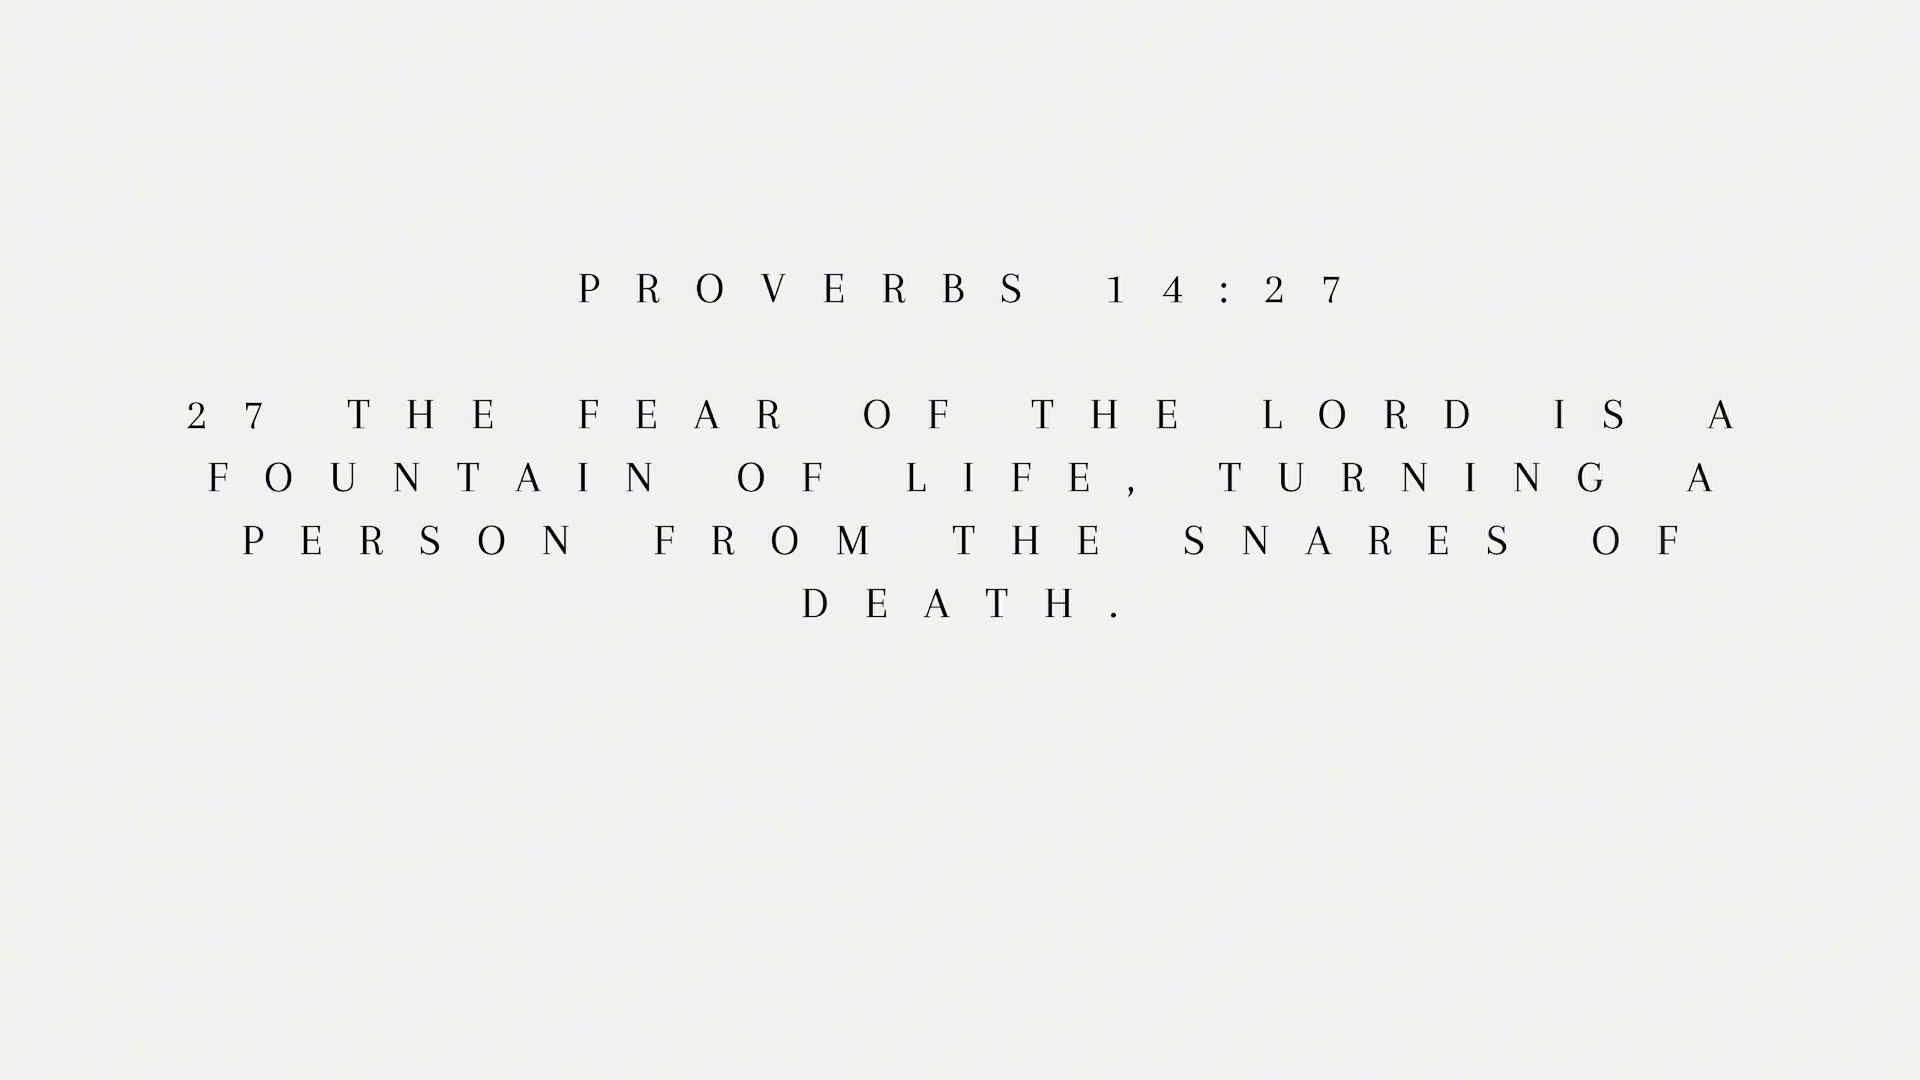 PROVERBS 14:27
27 THE FEAR OF THE LORD IS A
FOUNTAIN OF LIFE, TURNING A
PERSON FROM THE SNARES OF
DEATH.